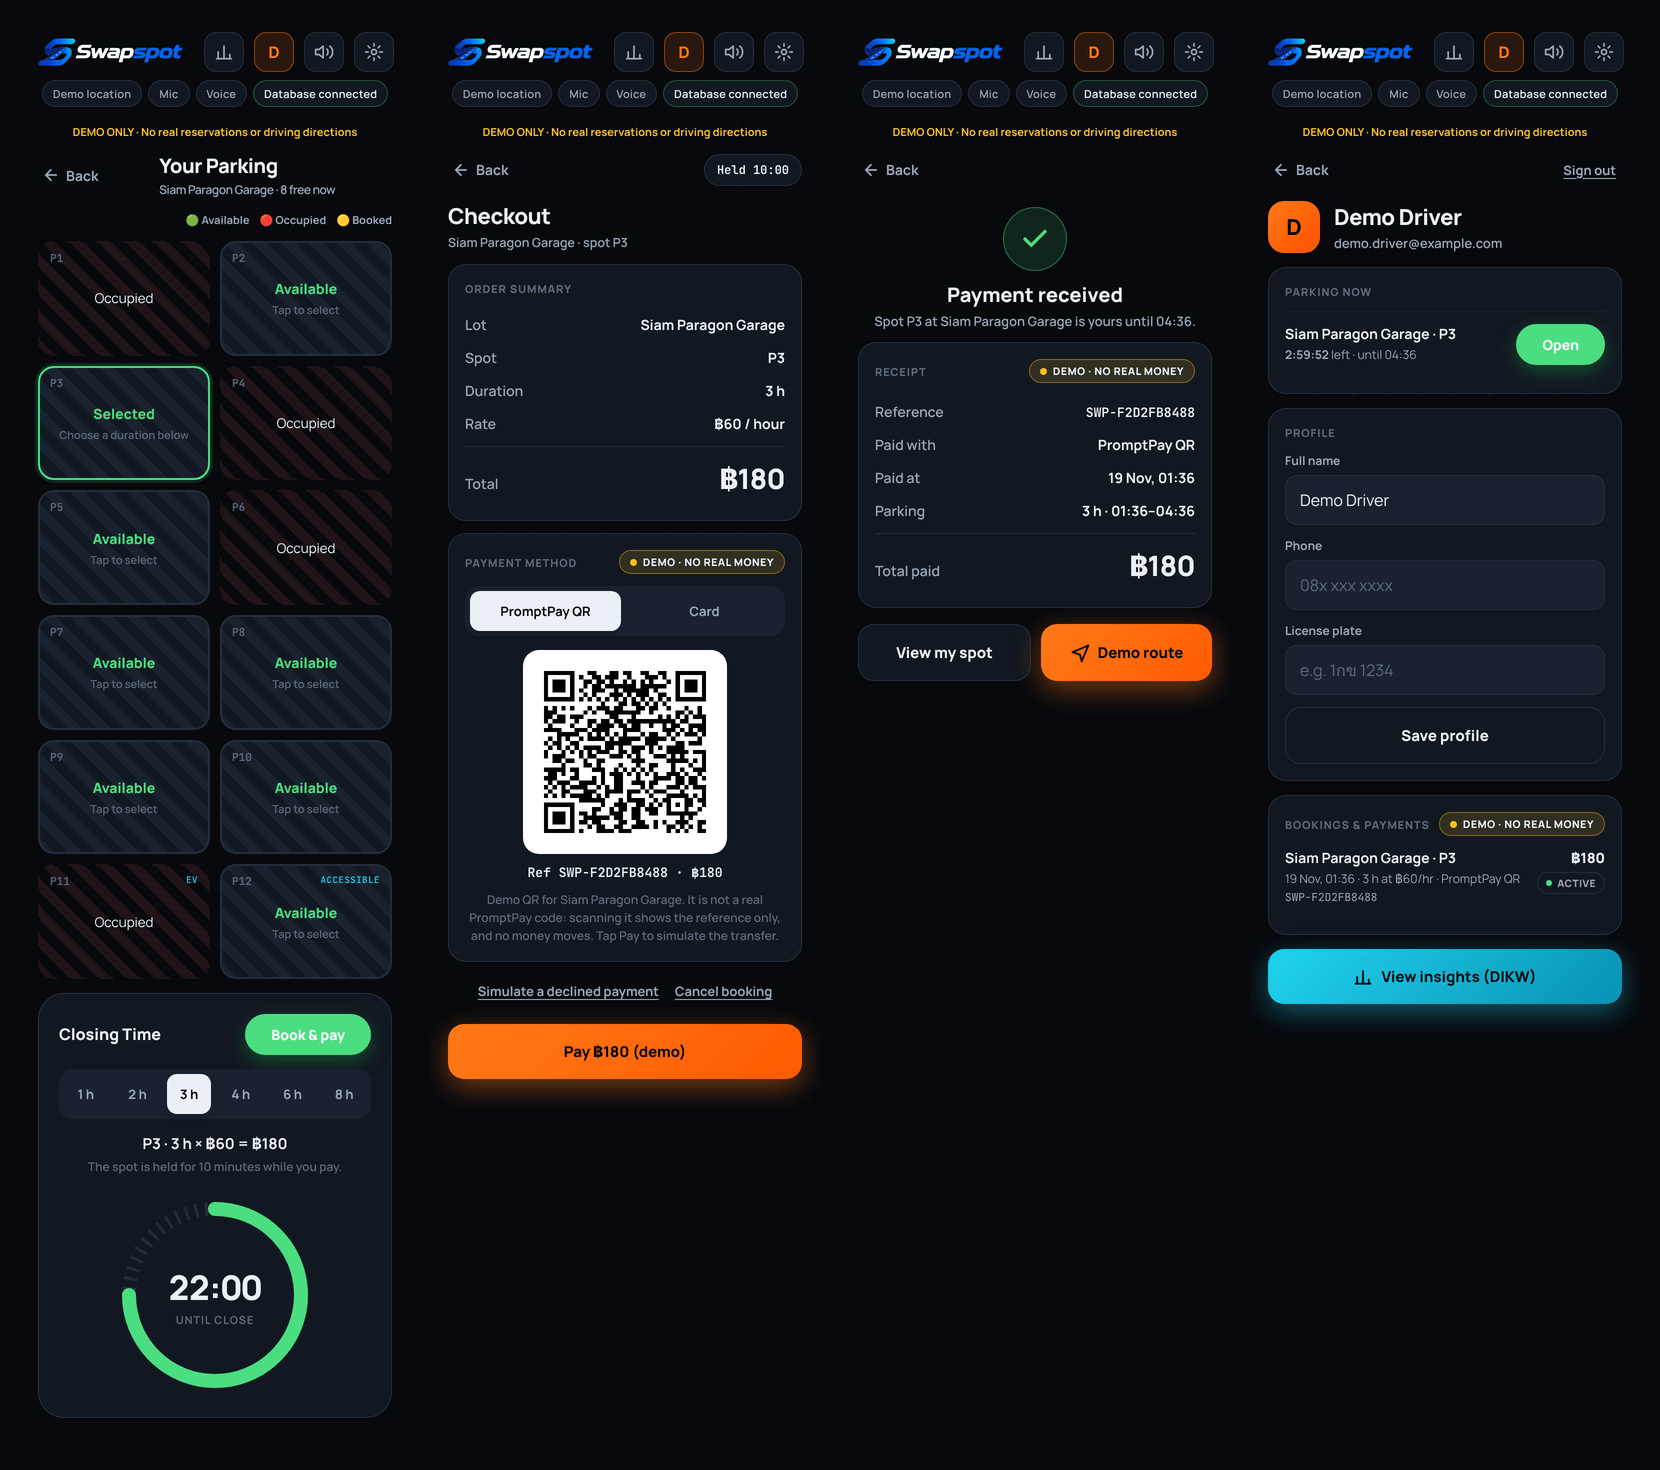 Swapspot
D
Demo location
Mic
Voice
Database connected
DEMO ONLY · No real reservations or driving directions
Back
Your Parking
Siam Paragon Garage · 8 free now
Available
Occupied
Booked
P1
Occupied
P2
Available
Tap to select
P3
Selected
Choose a duration below
P4
Occupied
P5
Available
Tap to select
P6
Occupied
P7
Available
Tap to select
P8
Available
Tap to select
P9
Available
Tap to select
P10
Available
Tap to select
P11
EV
Occupied
P12
ACCESSIBLE
Available
Tap to select
Closing Time
Book & pay
1 h
2 h
3 h
4 h
6 h
8 h
P3 · 3 h × ฿60 = ฿180
The spot is held for 10 minutes while you pay.
22:00
UNTIL CLOSE
Swapspot
D
Demo location
Mic
Voice
Database connected
DEMO ONLY · No real reservations or driving directions
Back
Held 10:00
Checkout
Siam Paragon Garage · spot P3
ORDER SUMMARY
Lot Siam Paragon Garage
Spot P3
Duration 3 h
Rate ฿60 / hour
Total ฿180
PAYMENT METHOD
DEMO · NO REAL MONEY
PromptPay QR
Card
Ref SWP-F2D2FB8488 · ฿180
Demo QR for Siam Paragon Garage. It is not a real
PromptPay code: scanning it shows the reference only,
and no money moves. Tap Pay to simulate the transfer.
Simulate a declined payment
Cancel booking
Pay ฿180 (demo)
Swapspot
D
Demo location
Mic
Voice
Database connected
DEMO ONLY · No real reservations or driving directions
Back
Payment received
Spot P3 at Siam Paragon Garage is yours until 04:36.
RECEIPT
DEMO · NO REAL MONEY
Reference SWP-F2D2FB8488
Paid with PromptPay QR
Paid at 19 Nov, 01:36
Parking 3 h · 01:36–04:36
Total paid ฿180
View my spot
Demo route
Swapspot
D
Demo location
Mic
Voice
Database connected
DEMO ONLY · No real reservations or driving directions
Back
Sign out
D
Demo Driver
demo.driver@example.com
PARKING NOW
Siam Paragon Garage · P3
2:59:52 left · until 04:36
Open
PROFILE
Full name
Demo Driver
Phone
08x xxx xxxx
License plate
e.g. 1กข 1234
Save profile
BOOKINGS & PAYMENTS
DEMO · NO REAL MONEY
Siam Paragon Garage · P3
฿180
19 Nov, 01:36 · 3 h at ฿60/hr · PromptPay QR
ACTIVE
SWP-F2D2FB8488
View insights (DIKW)